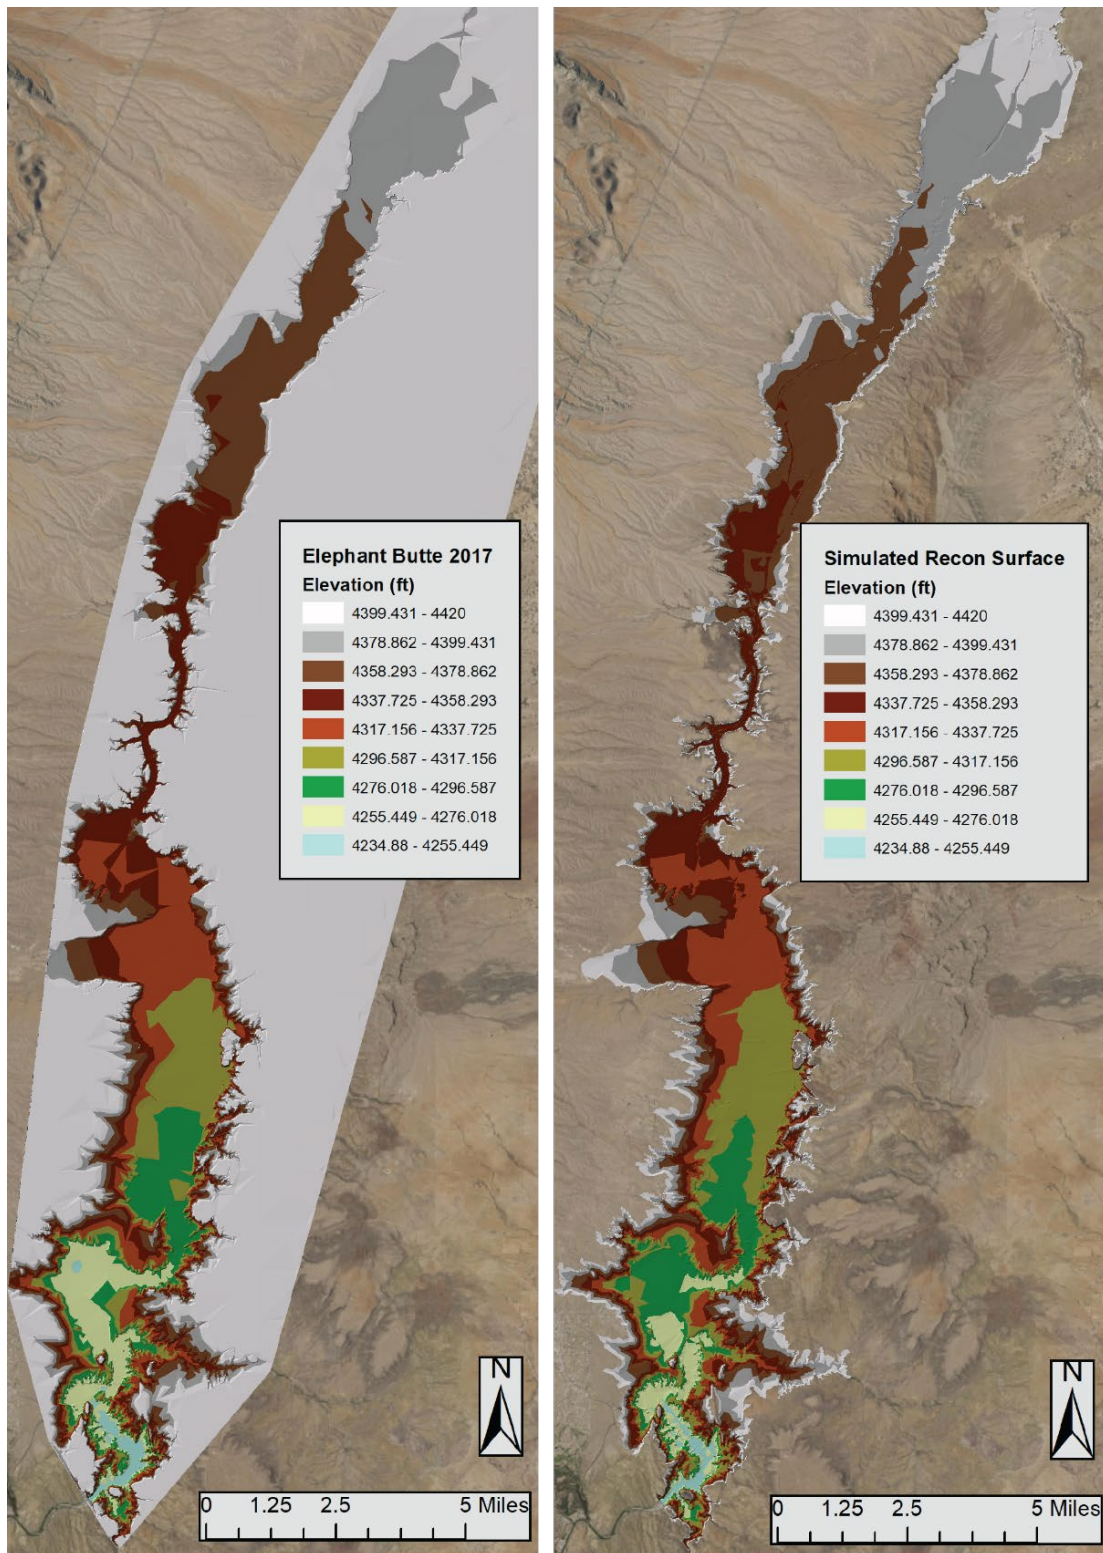 Elephant Butte 2017
Elevation (ft)
4399.431 - 4420
4378.862 - 4399.431
4358.293 - 4378.862
4337.725 - 4358.293
4317.156 - 4337.725
4296.587 - 4317.156
4276.018 - 4296.587
4255.449 - 4276.018
4234.88 - 4255.449
N
0 1.25 2.5 5 Miles
Simulated Recon Surface
Elevation (ft)
4399.431 - 4420
4378.862 - 4399.431
4358.293 - 4378.862
4337.725 - 4358.293
4317.156 - 4337.725
4296.587 - 4317.156
4276.018 - 4296.587
4255.449 - 4276.018
4234.88 - 4255.449
N
0 1.25 2.5 5 Miles